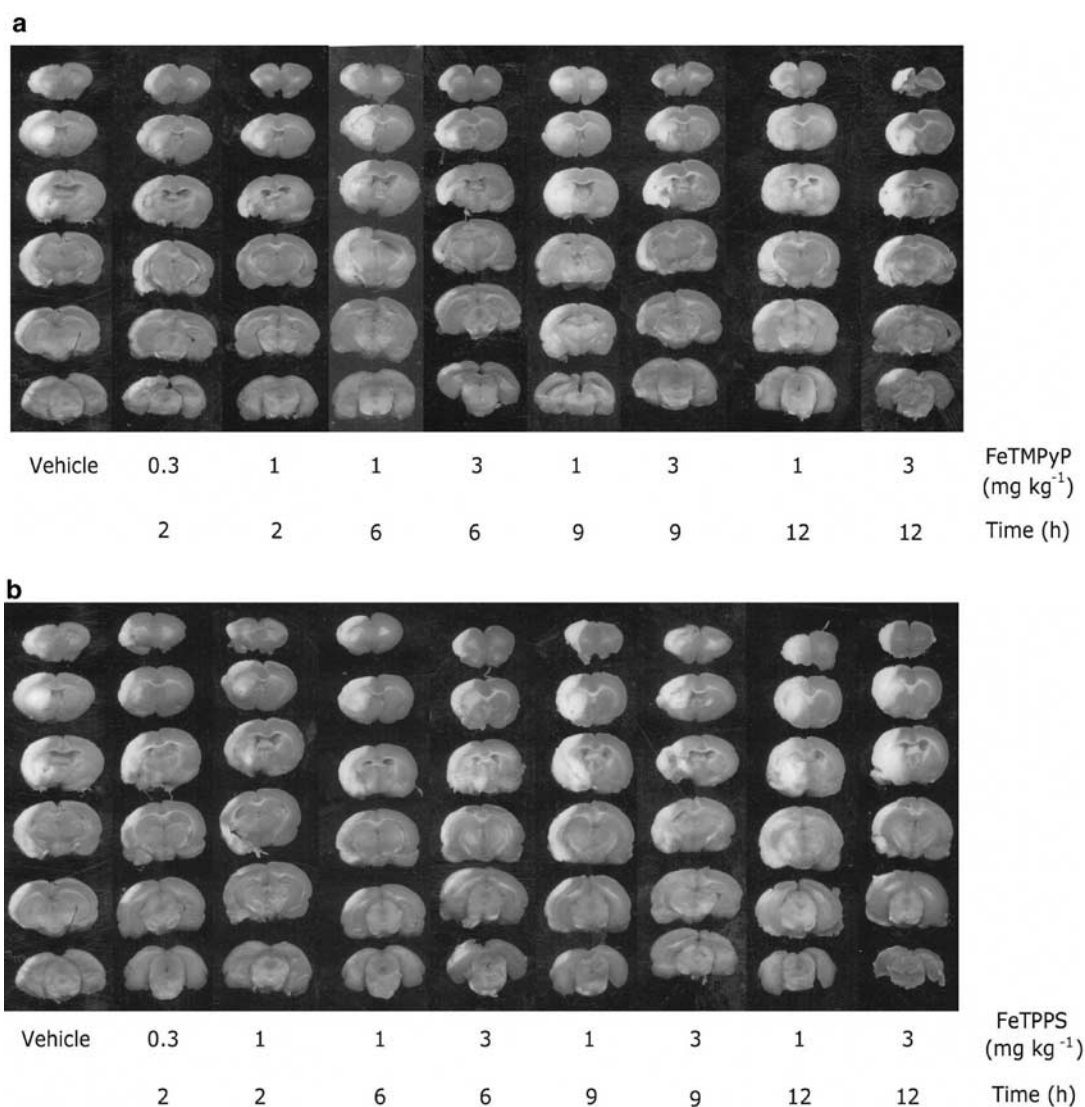 a
Vehicle 0.3 1 1 3 1 3 1 3 FeTMPyP (mg kg-1)
2 2 6 6 9 9 12 12 Time (h)
b
Vehicle 0.3 1 1 3 1 3 1 3 FeTPPS (mg kg-1)
2 2 6 6 9 9 12 12 Time (h)